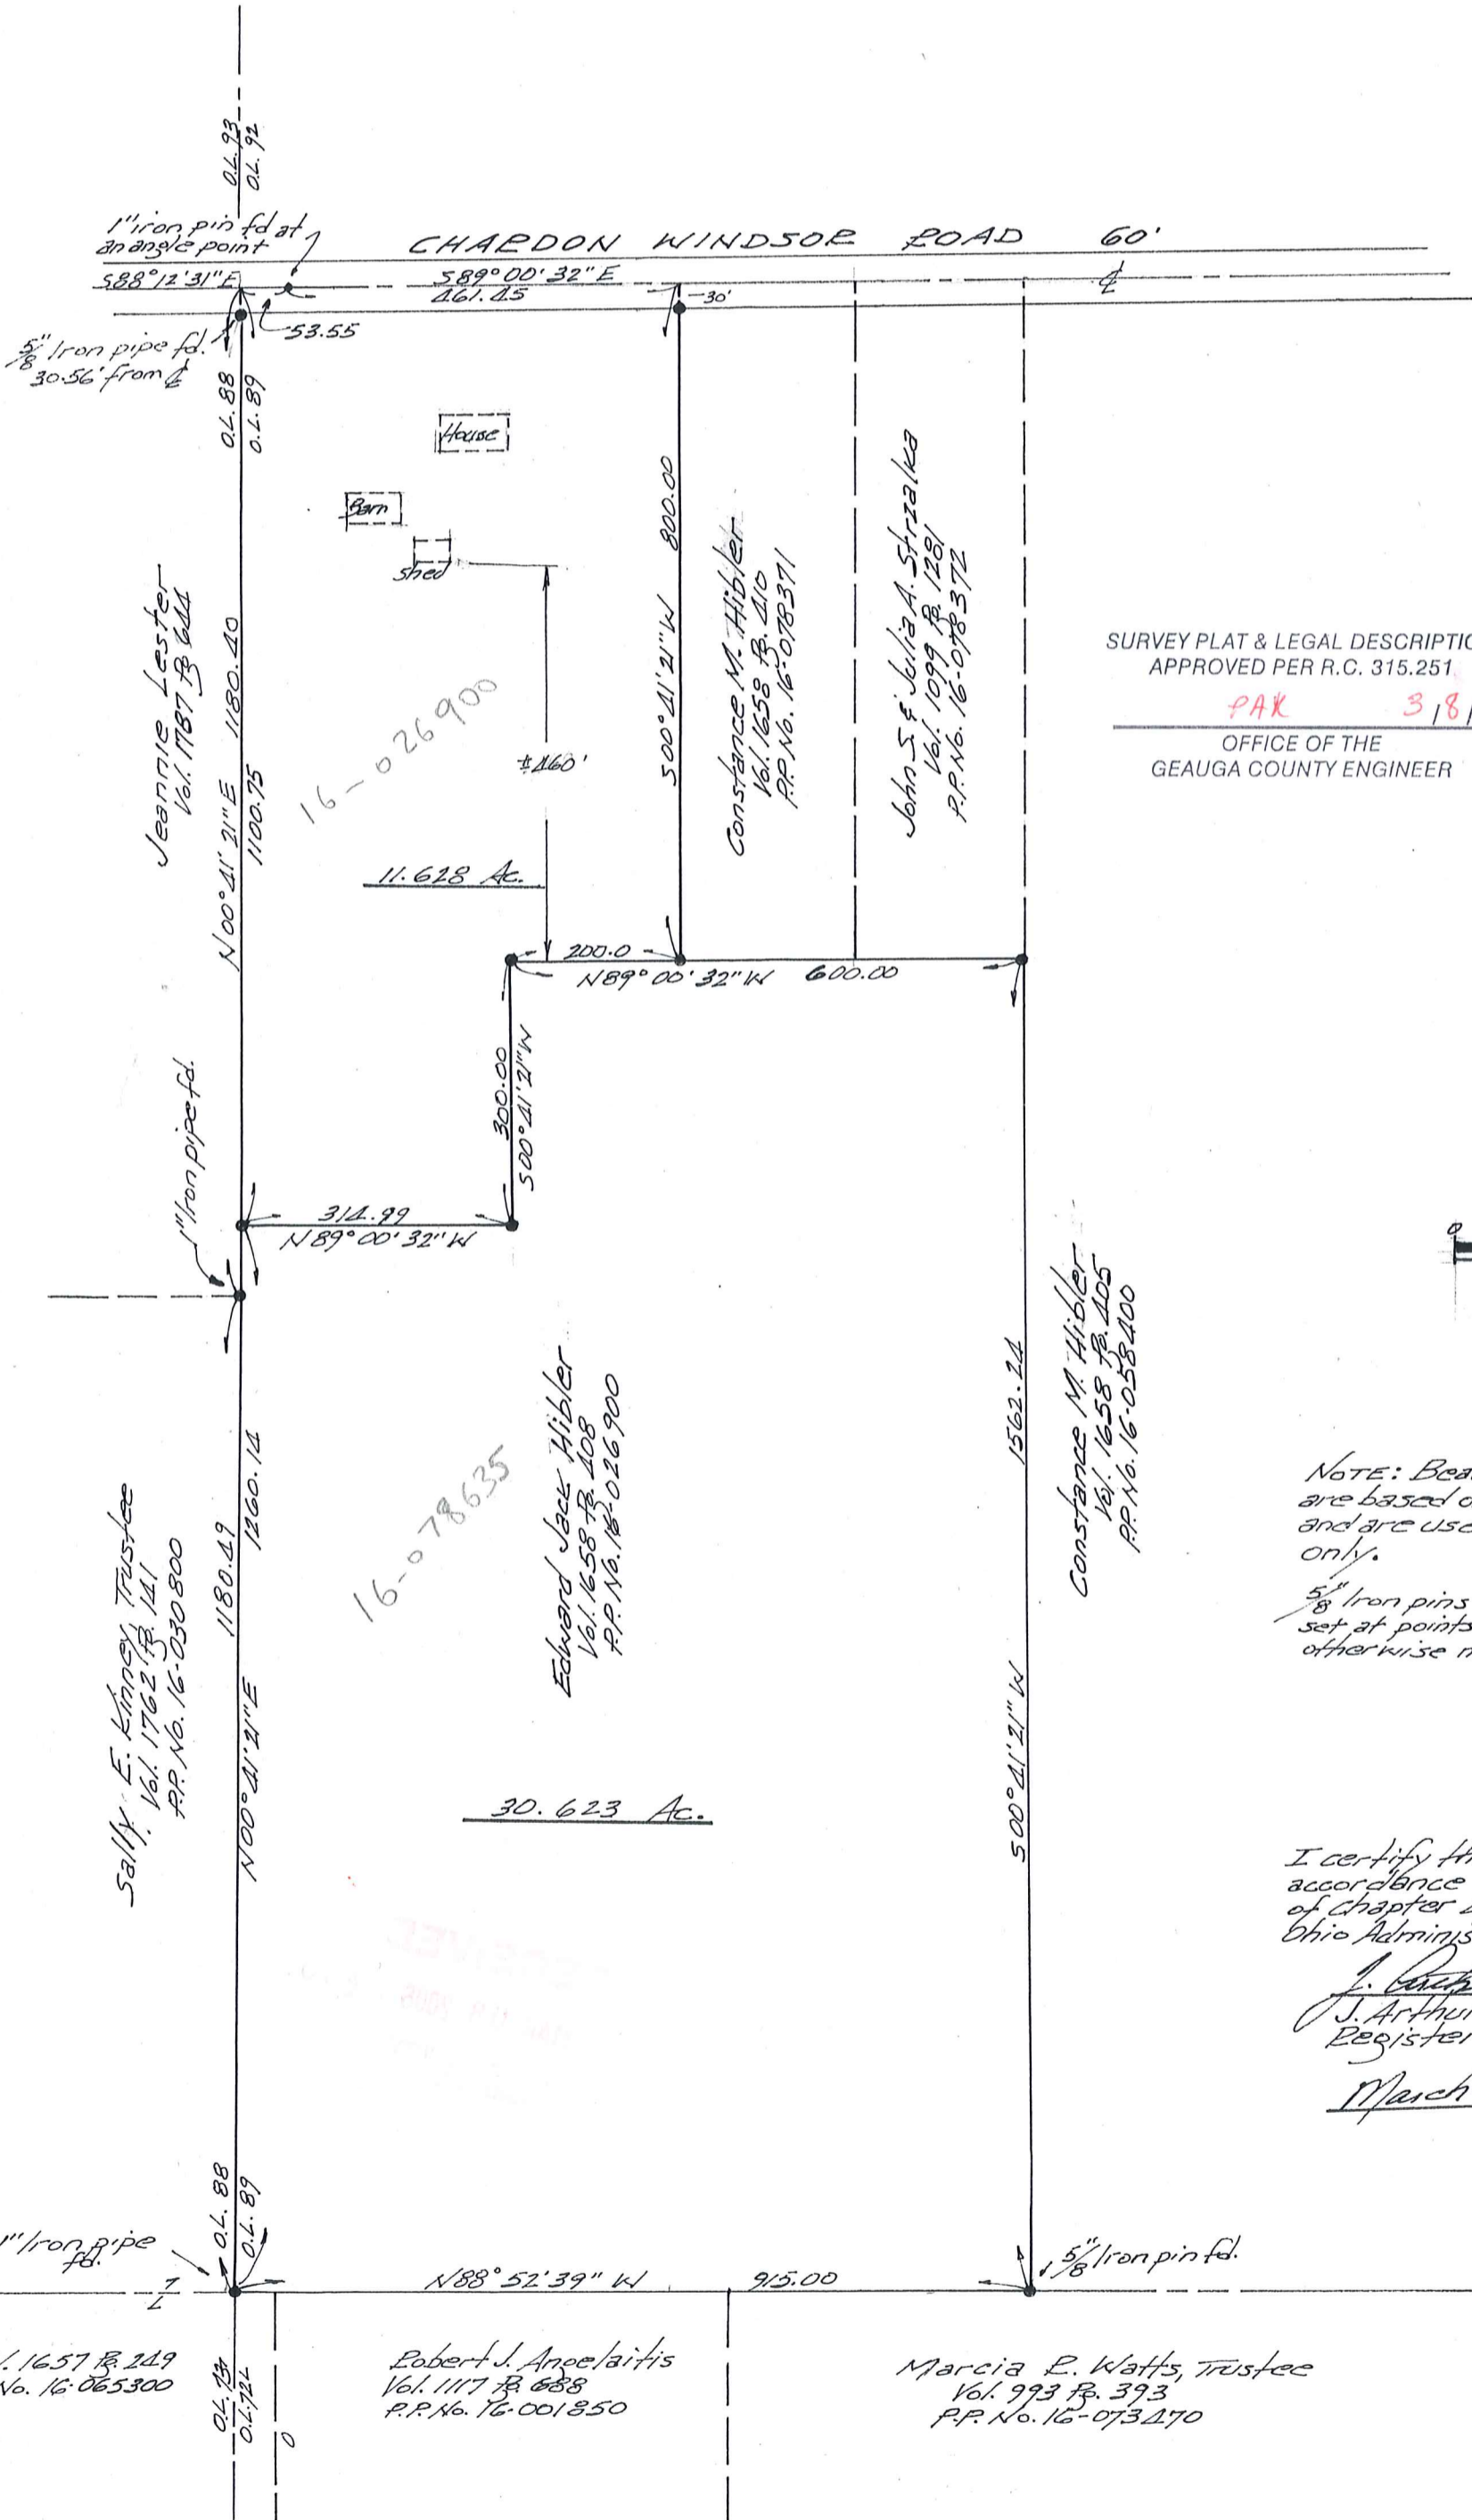 O.L. 93
O.L. 92
1" iron pin fd at
an angle point
CHARDON WINDSOR ROAD 60'
S88°12'31"E
S89°00'32"E
461.45
30'
53.55
5/8" Iron pipe fd.
30.56' from ℄
℄
O.L. 88
O.L. 89
House
Barn
Shed
Jeannie Lester
Vol. 1787 Pg 644
N00°41'21"E 1180.40
1100.75
16-026900
±460'
11.628 Ac.
S00°41'21"W 800.00
Constance M. Hibler
Vol. 1658 Pg. 410
P.P. No. 16-078371
John S. & Julia A. Strzalka
Vol. 1099 Pg. 1281
P.P. No. 16-078372
SURVEY PLAT & LEGAL DESCRIPTIO
APPROVED PER R.C. 315.251
PAK 3/8/
OFFICE OF THE
GEAUGA COUNTY ENGINEER
200.0
N89°00'32"W 600.00
300.00
S00°41'21"W
1" Iron pipe fd.
314.99
N89°00'32"W
0
Sally E. Kinney, Trustee
Vol. 1762 Pg. 141
P.P. No. 16-030800
1180.49
1260.14
N00°41'21"E
16-078635
Edward Jack Hibler
Vol. 1658 Pg. 408
P.P. No. 16-026900
1562.24
S00°41'21"W
Constance M. Hibler
Vol. 1658 Pg. 405
P.P. No. 16-058400
NOTE: Bea
are based o
and are use
only.
5/8" Iron pins
set at points
otherwise n
30.623 Ac.
I certify th
accordance
of Chapter 4
Ohio Adminis
J. Arthur
Register
March
1" Iron pipe
fd.
O.L. 88
O.L. 89
N88°52'39" W 915.00
5/8" Iron pin fd.
. 1657 Pg. 249
No. 16-065300
O.L. 73
O.L. 72
Robert J. Angelaitis
Vol. 1117 Pg. 688
P.P. No. 16-001850
Marcia R. Watts, Trustee
Vol. 993 Pg. 393
P.P. No. 16-073470